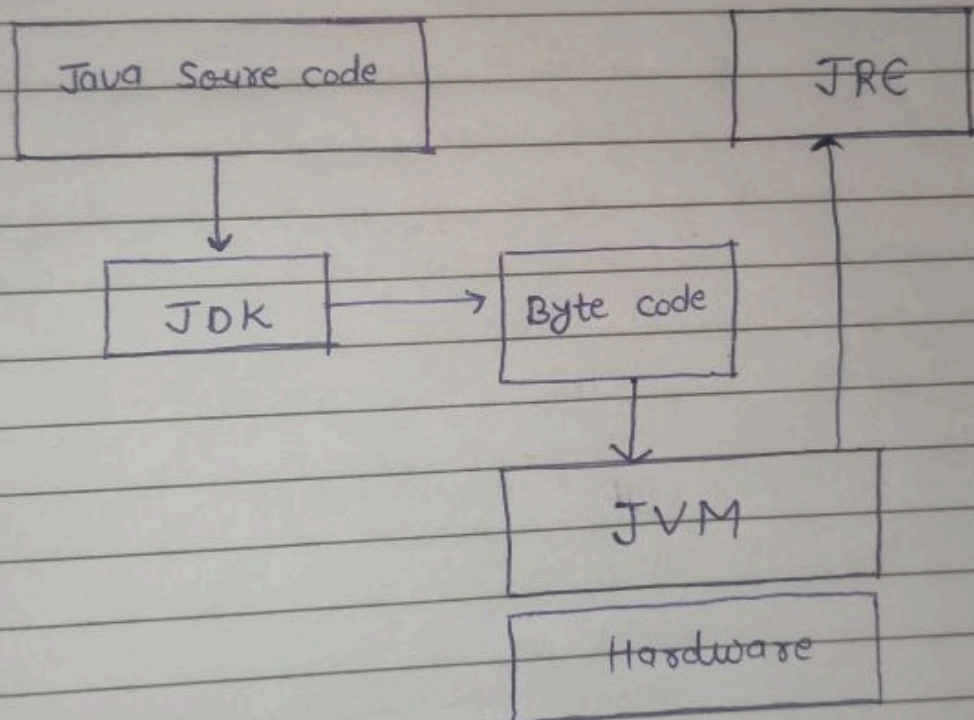 Java Soure code
JRE
JDK
Byte code
JVM
Hardware